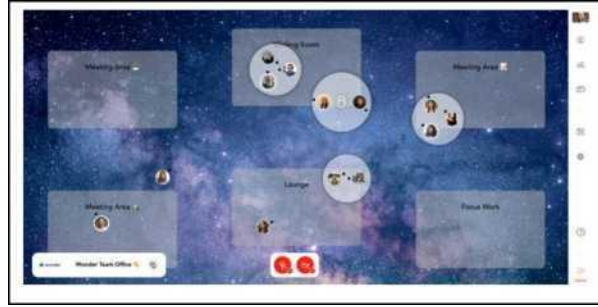 Meeting Area
Meeting Area
Lounge
Meeting Area
Focus Work
Wonder Team Office